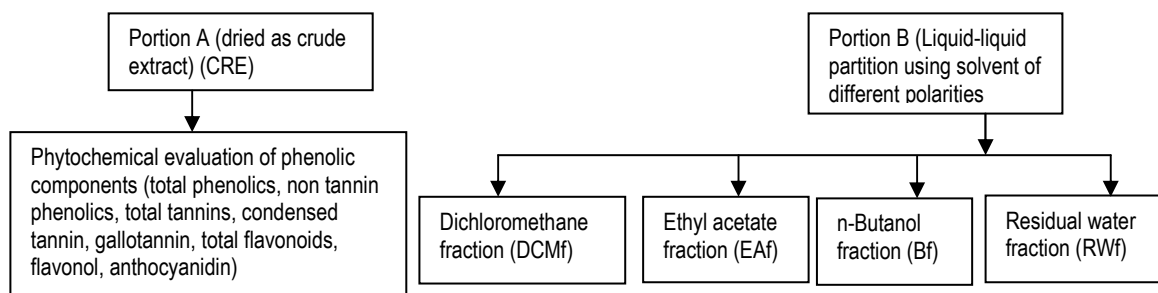 Portion A (dried as crude
extract) (CRE)
Portion B (Liquid-liquid
partition using solvent of
different polarities
Phytochemical evaluation of phenolic
components (total phenolics, non tannin
phenolics, total tannins, condensed
tannin, gallotannin, total flavonoids,
flavonol, anthocyanidin)
Dichloromethane
fraction (DCMf)
Ethyl acetate
fraction (EAf)
n-Butanol
fraction (Bf)
Residual water
fraction (RWf)